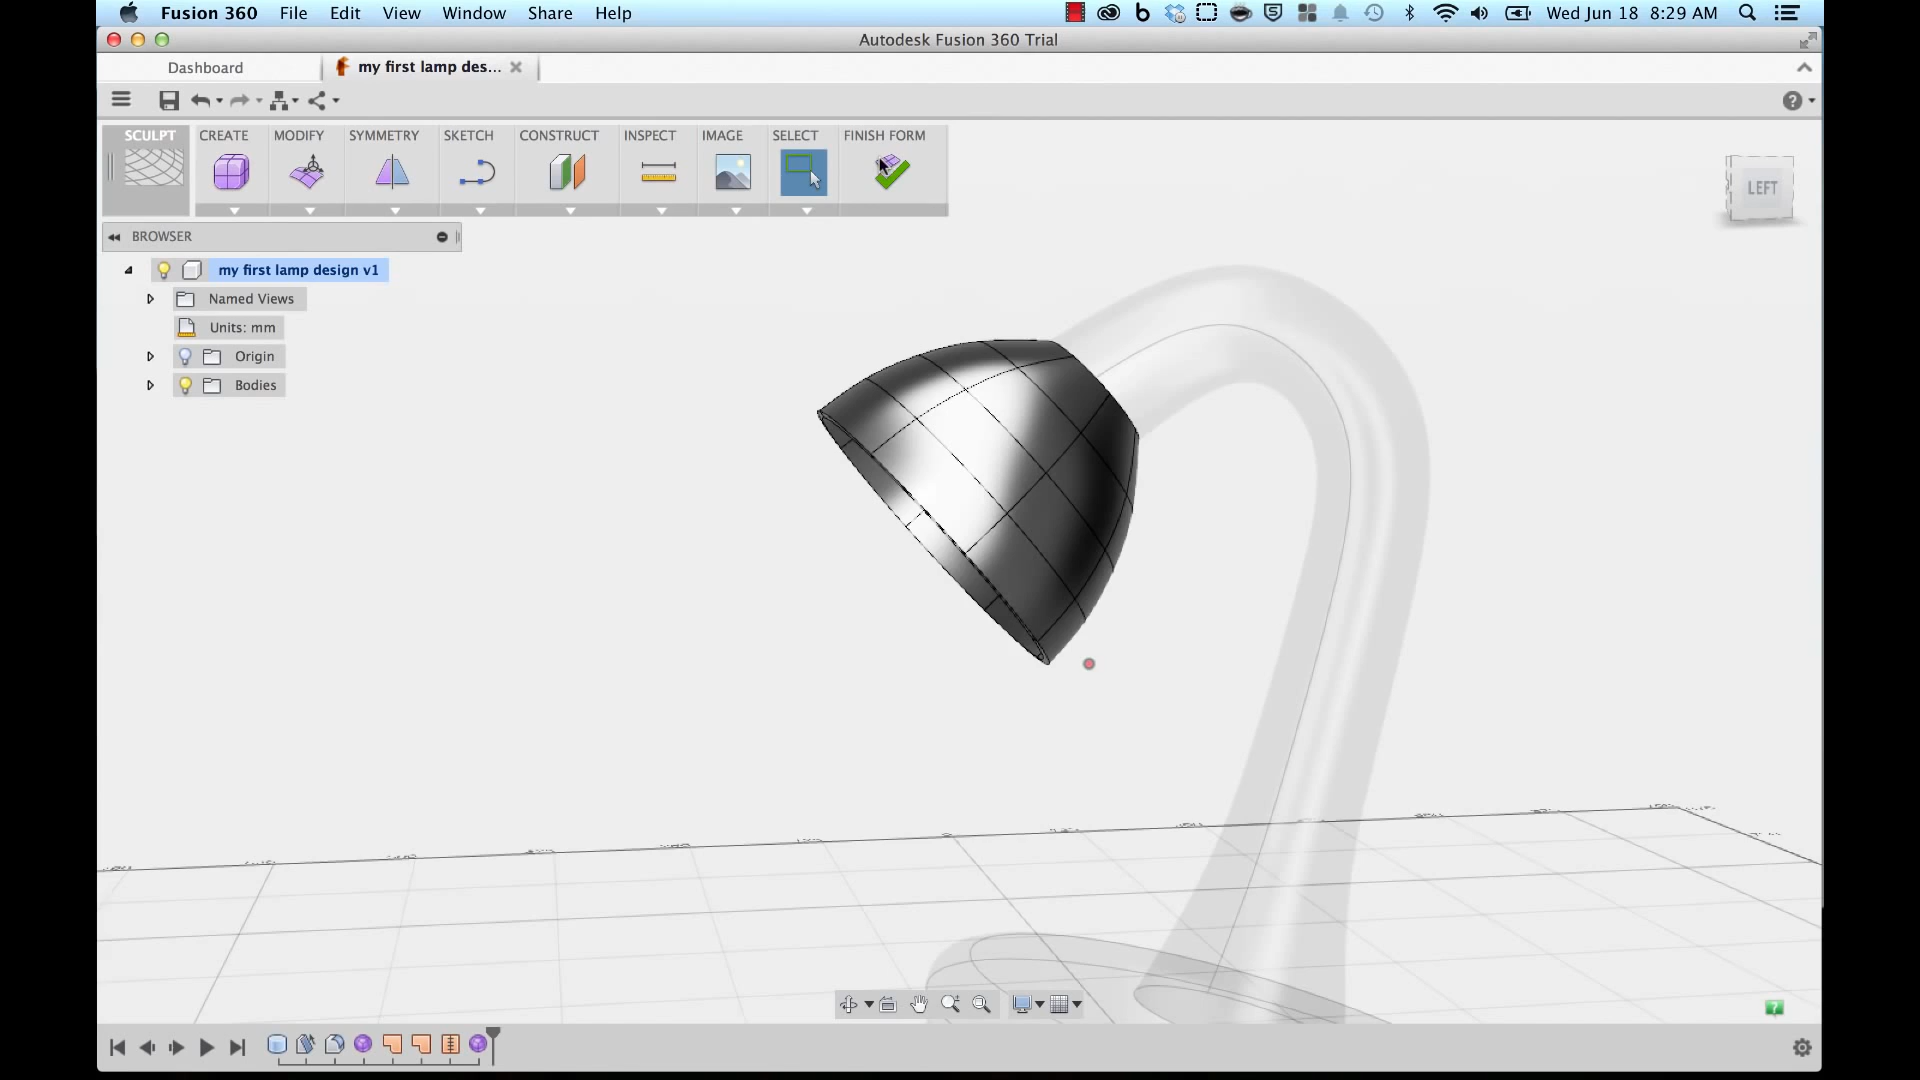 Fusion 360 File Edit View Window Share Help Wed Jun 18 8:29 AM
Autodesk Fusion 360 Trial
Dashboard my first lamp des...
SCULPT CREATE MODIFY SYMMETRY SKETCH CONSTRUCT INSPECT IMAGE SELECT FINISH FORM
LEFT
BROWSER
my first lamp design v1
Named Views
Units: mm
Origin
Bodies